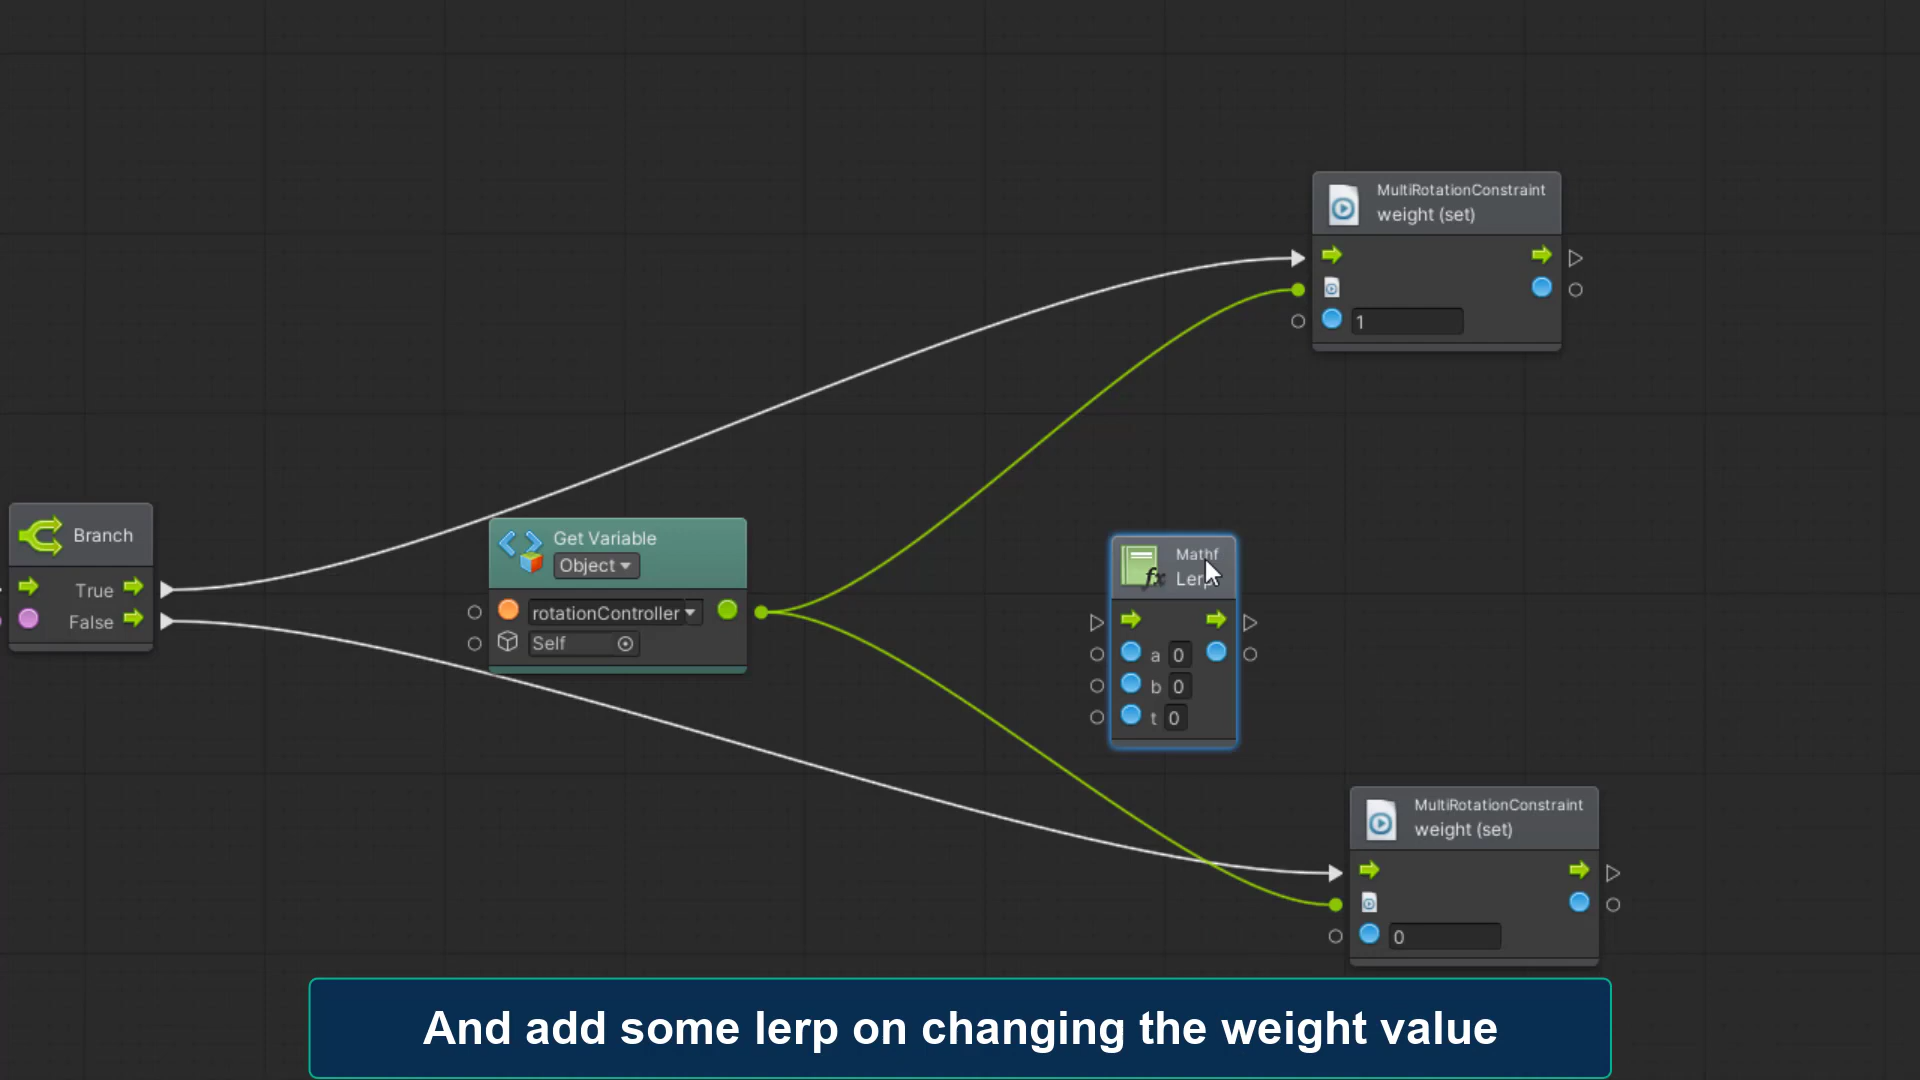 MultiRotationConstraint
weight (set)
1
Branch
True
False
Get Variable
Object
rotationController
Self
Mathf
Lerp
a 0
b 0
t 0
MultiRotationConstraint
weight (set)
0
And add some lerp on changing the weight value